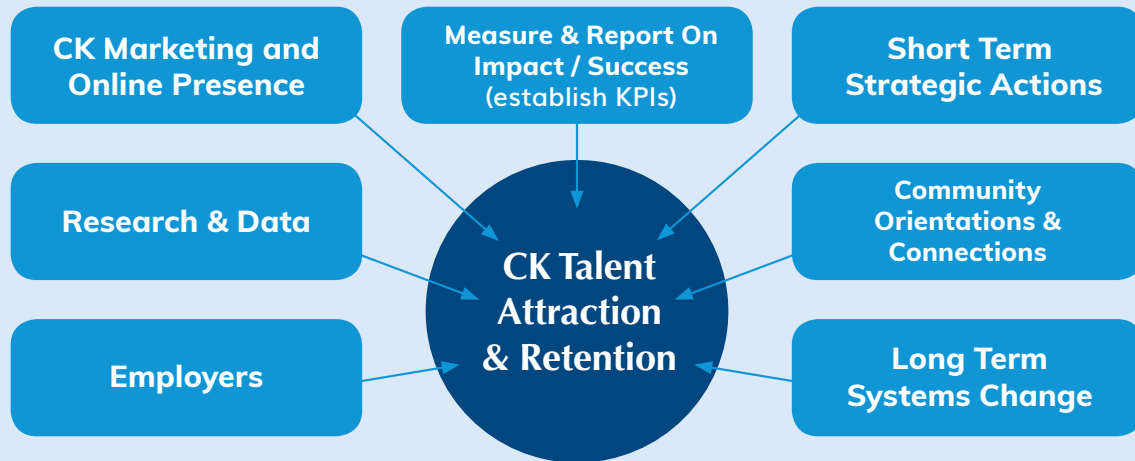 CK Marketing and
Online Presence
Measure & Report On
Impact / Success
(establish KPIs)
Short Term
Strategic Actions
Research & Data
Community
Orientations &
Connections
CK Talent
Attraction
& Retention
Employers
Long Term
Systems Change